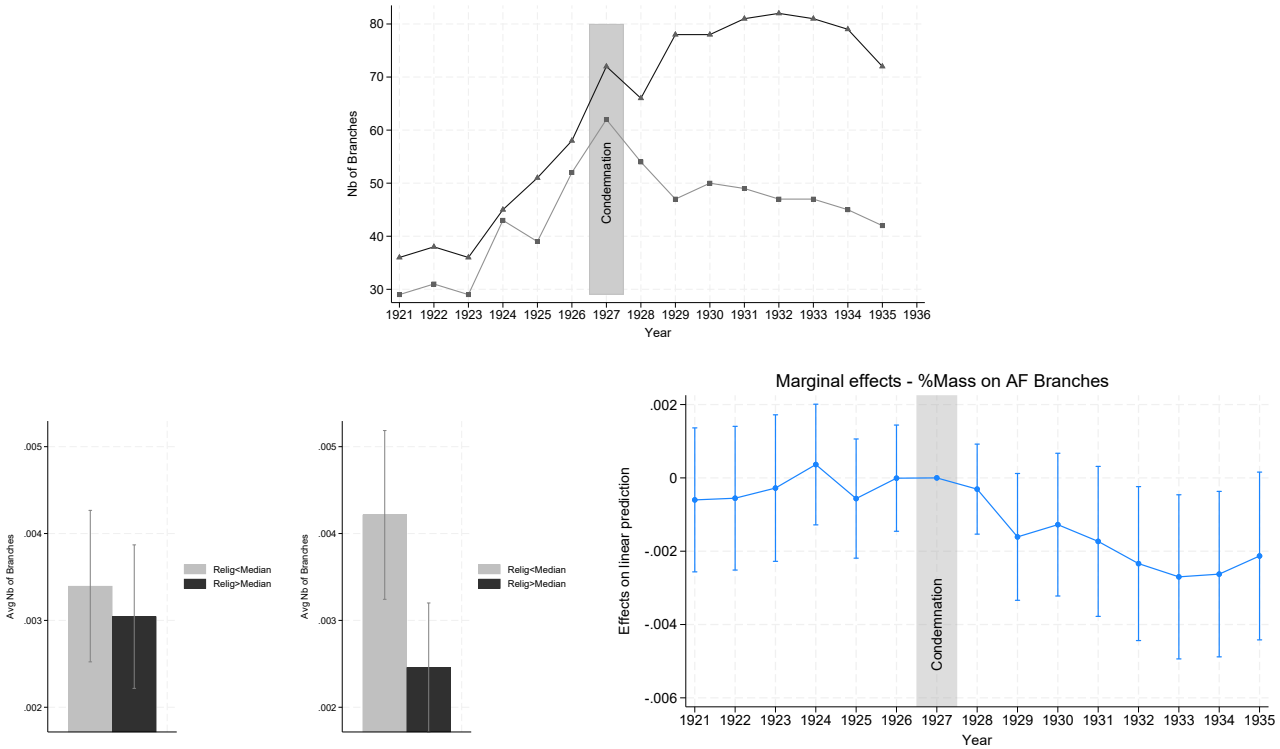 80
70
60
50
40
30
Nb of Branches
Condemnation
1921 1922 1923 1924 1925 1926 1927 1928 1929 1930 1931 1932 1933 1934 1935 1936
Year
.005
.004
.003
.002
Avg Nb of Branches
Relig<Median
Relig>Median
.005
.004
.003
.002
Avg Nb of Branches
Relig<Median
Relig>Median
Marginal effects - %Mass on AF Branches
.002
0
-.002
-.004
-.006
Effects on linear prediction
Condemnation
1921 1922 1923 1924 1925 1926 1927 1928 1929 1930 1931 1932 1933 1934 1935
Year